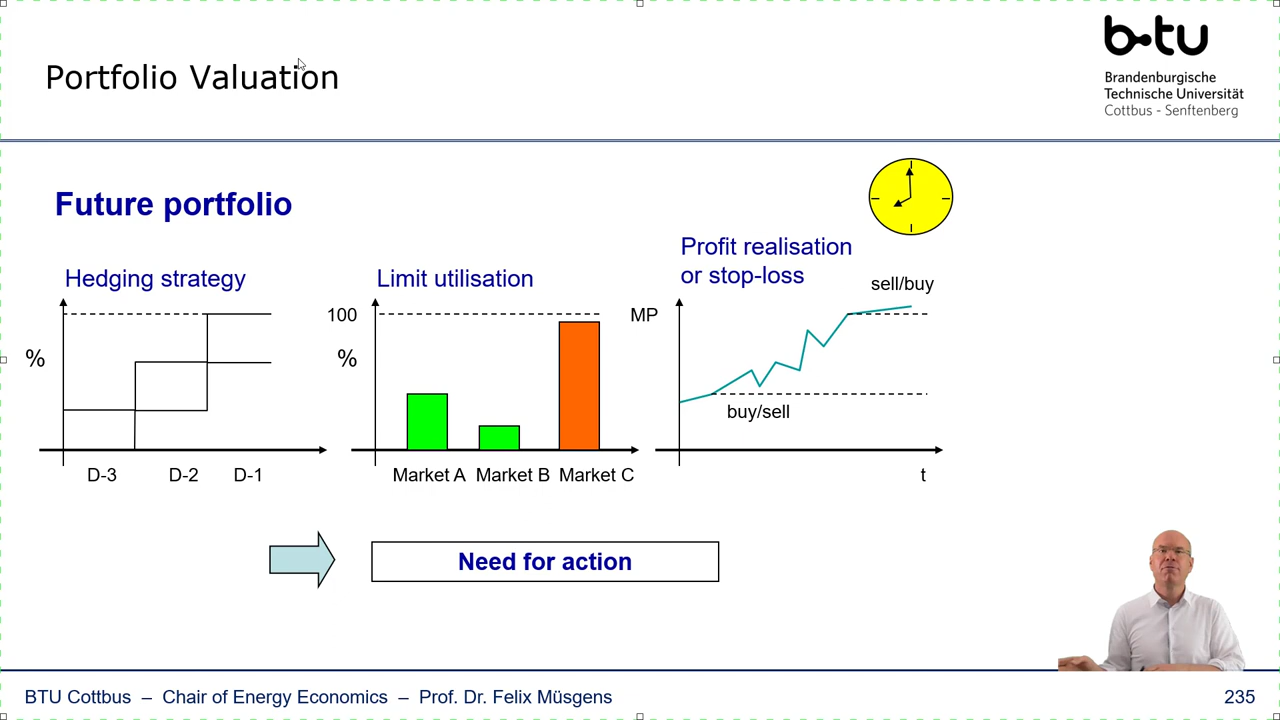 Portfolio Valuation
b-tu
Brandenburgische
Technische Universität
Cottbus - Senftenberg
Future portfolio
Hedging strategy
%
D-3 D-2 D-1
Limit utilisation
100
%
Market A Market B Market C
Profit realisation
or stop-loss
sell/buy
MP
buy/sell
t
Need for action
BTU Cottbus – Chair of Energy Economics – Prof. Dr. Felix Müsgens
235